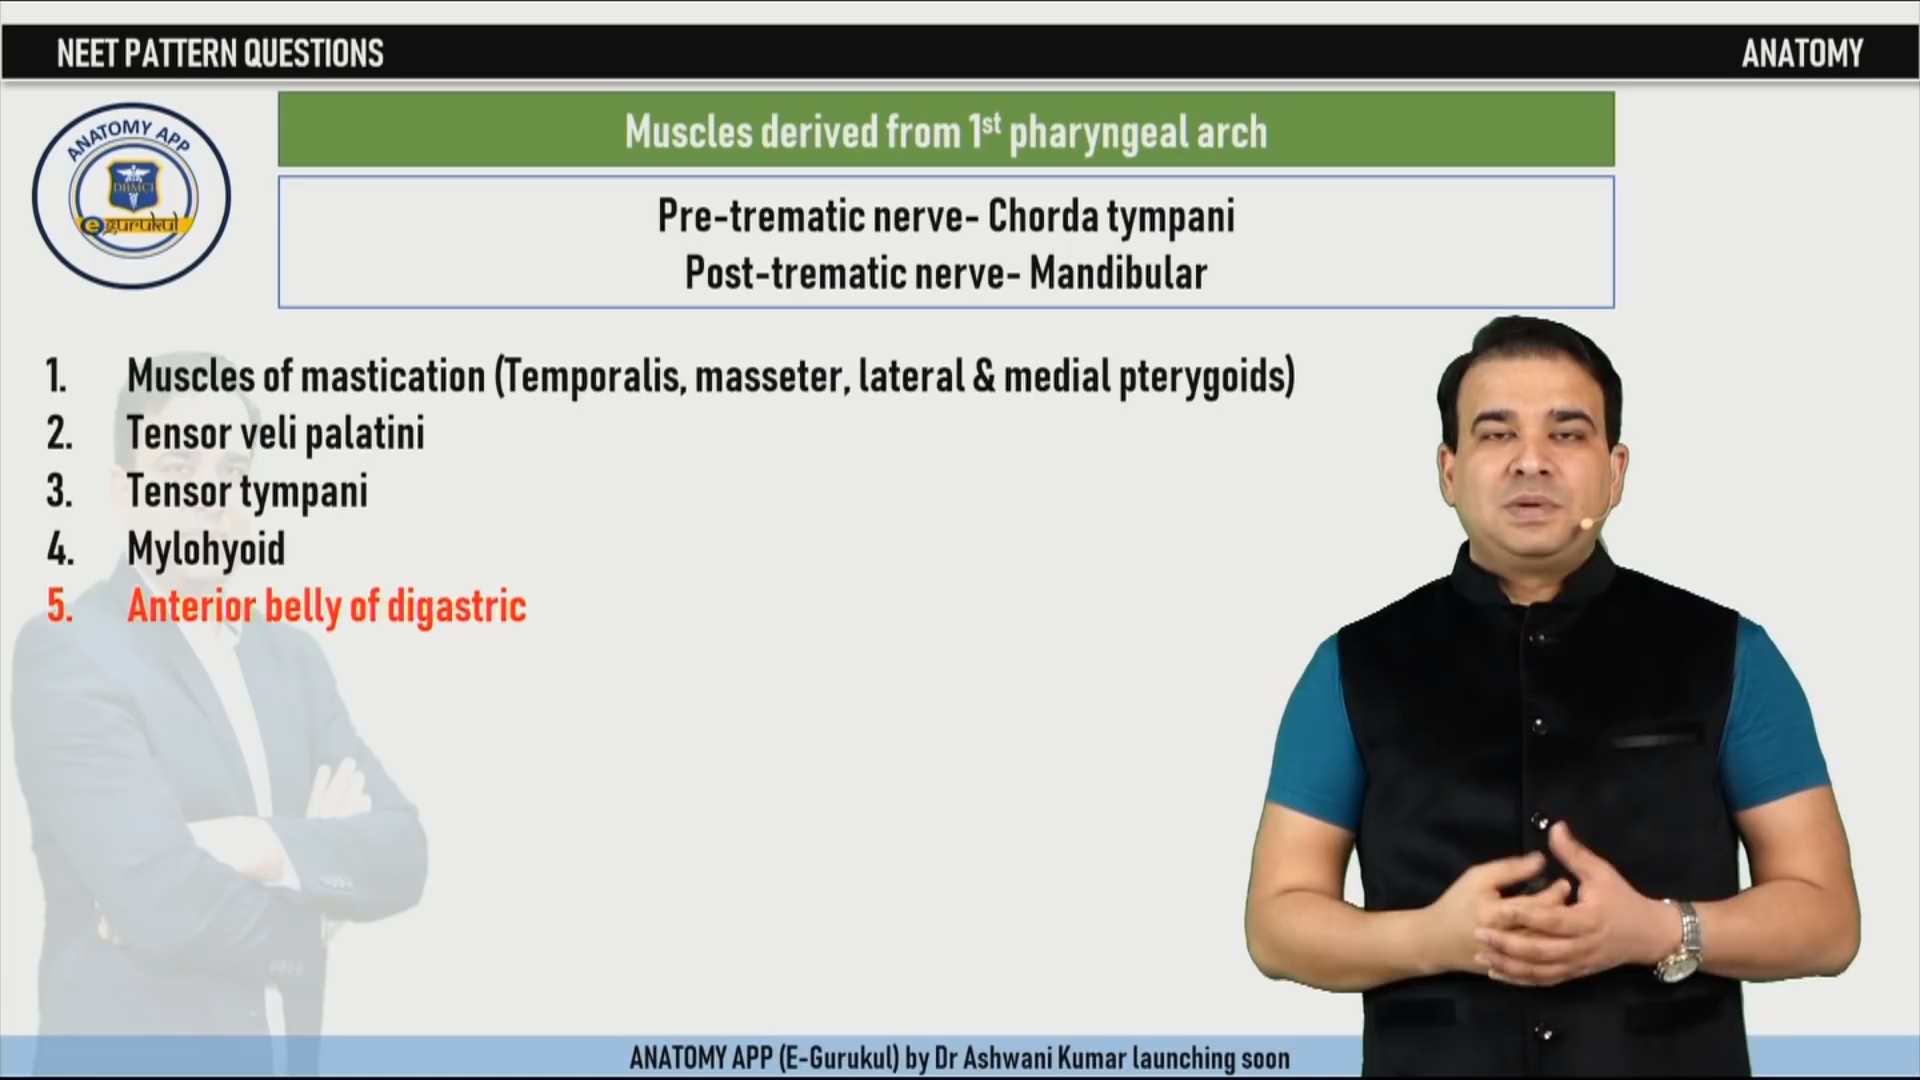 NEET PATTERN QUESTIONS
ANATOMY
ANATOMY APP
DBMCI
e gurukul
Muscles derived from 1st pharyngeal arch
Pre-trematic nerve- Chorda tympani
Post-trematic nerve- Mandibular
1. Muscles of mastication (Temporalis, masseter, lateral & medial pterygoids)
2. Tensor veli palatini
3. Tensor tympani
4. Mylohyoid
5. Anterior belly of digastric
ANATOMY APP (E-Gurukul) by Dr Ashwani Kumar launching soon